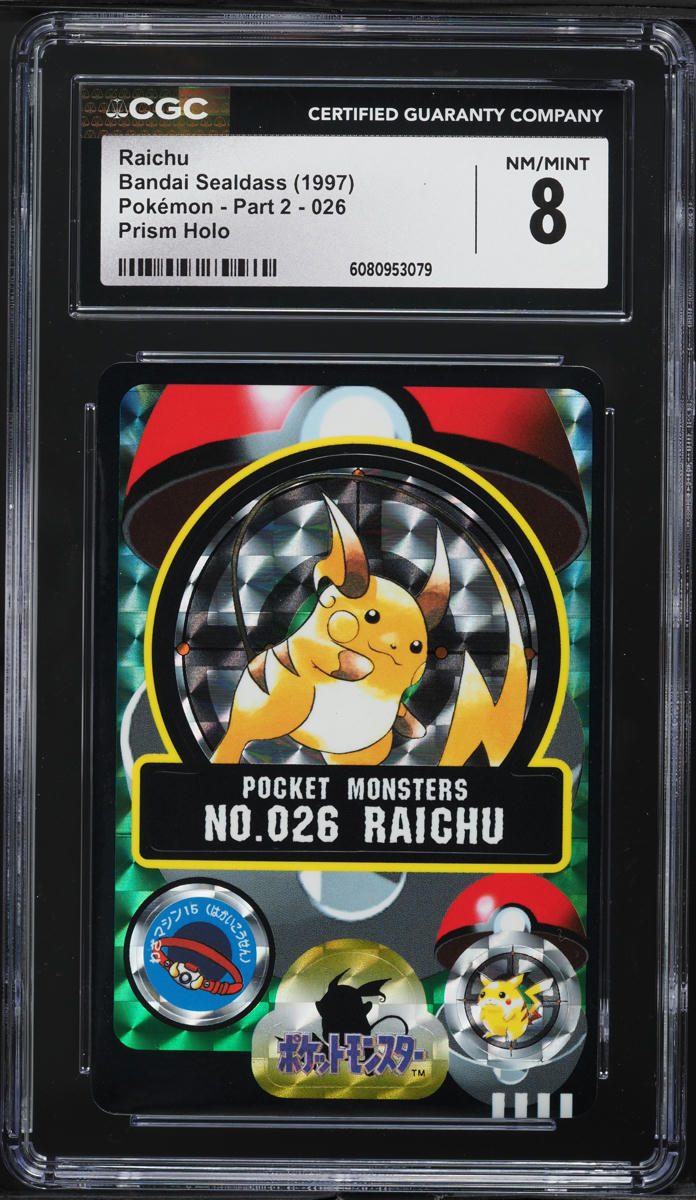 CGC
CERTIFIED GUARANTY COMPANY
Raichu
Bandai Sealdass (1997)
Pokémon - Part 2 - 026
Prism Holo
NM/MINT
8
6080953079
POCKET MONSTERS
NO.026 RAICHU
わざマシン15 (はかいこうせん)
ポケットモンスター
TM